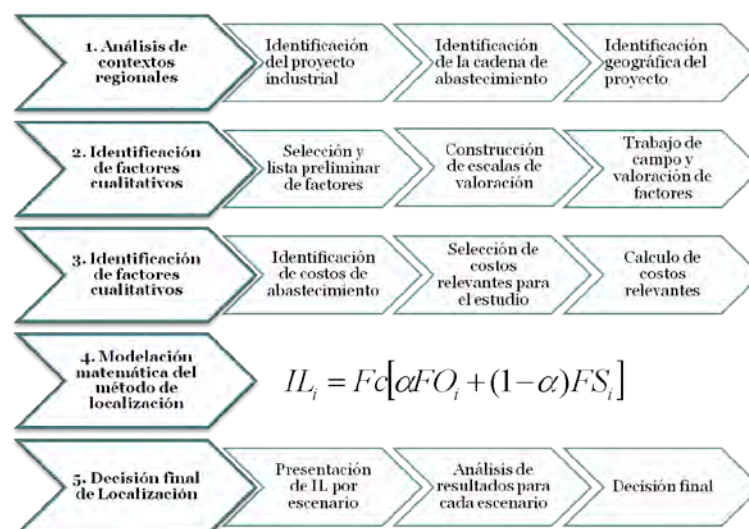 1. Análisis de
contextos
regionales
Identificación
del proyecto
industrial
Identificación
de la cadena de
abastecimiento
Identificación
geográfica del
proyecto
2. Identificación
de factores
cualitativos
Selección y
lista preliminar
de factores
Construcción
de escalas de
valoración
Trabajo de
campo y
valoración de
factores
3. Identificación
de factores
cualitativos
Identificación
de costos de
abastecimiento
Selección de
costos
relevantes para
el estudio
Calculo de
costos
relevantes
4. Modelación
matemática del
método de
localización
IL_i = Fc[αFO_i + (1−α)FS_i]
5. Decisión final
de Localización
Presentación
de IL por
escenario
Análisis de
resultados para
cada escenario
Decisión final